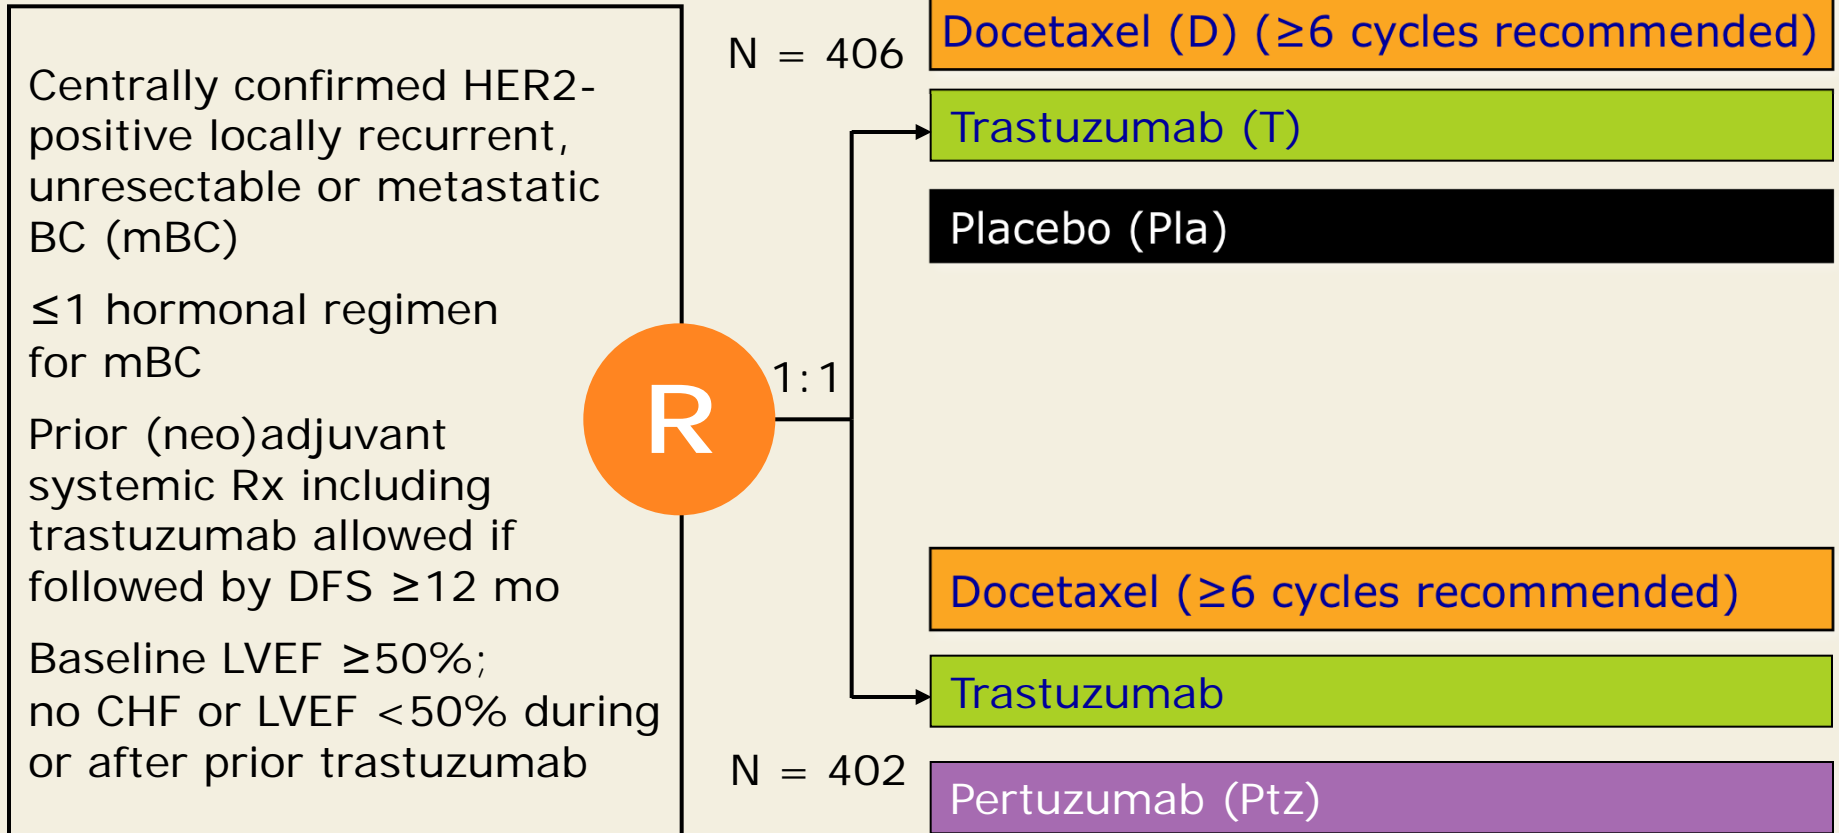 Centrally confirmed HER2-
positive locally recurrent,
unresectable or metastatic
BC (mBC)
≤1 hormonal regimen
for mBC
Prior (neo)adjuvant
systemic Rx including
trastuzumab allowed if
followed by DFS ≥12 mo
Baseline LVEF ≥50%;
no CHF or LVEF <50% during
or after prior trastuzumab
R
1:1
N = 406
Docetaxel (D) (≥6 cycles recommended)
Trastuzumab (T)
Placebo (Pla)
Docetaxel (≥6 cycles recommended)
Trastuzumab
N = 402
Pertuzumab (Ptz)